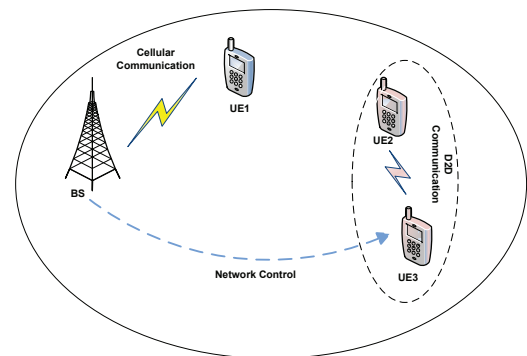 Cellular
Communication
UE1
BS
UE2
D2D
Communication
UE3
Network Control